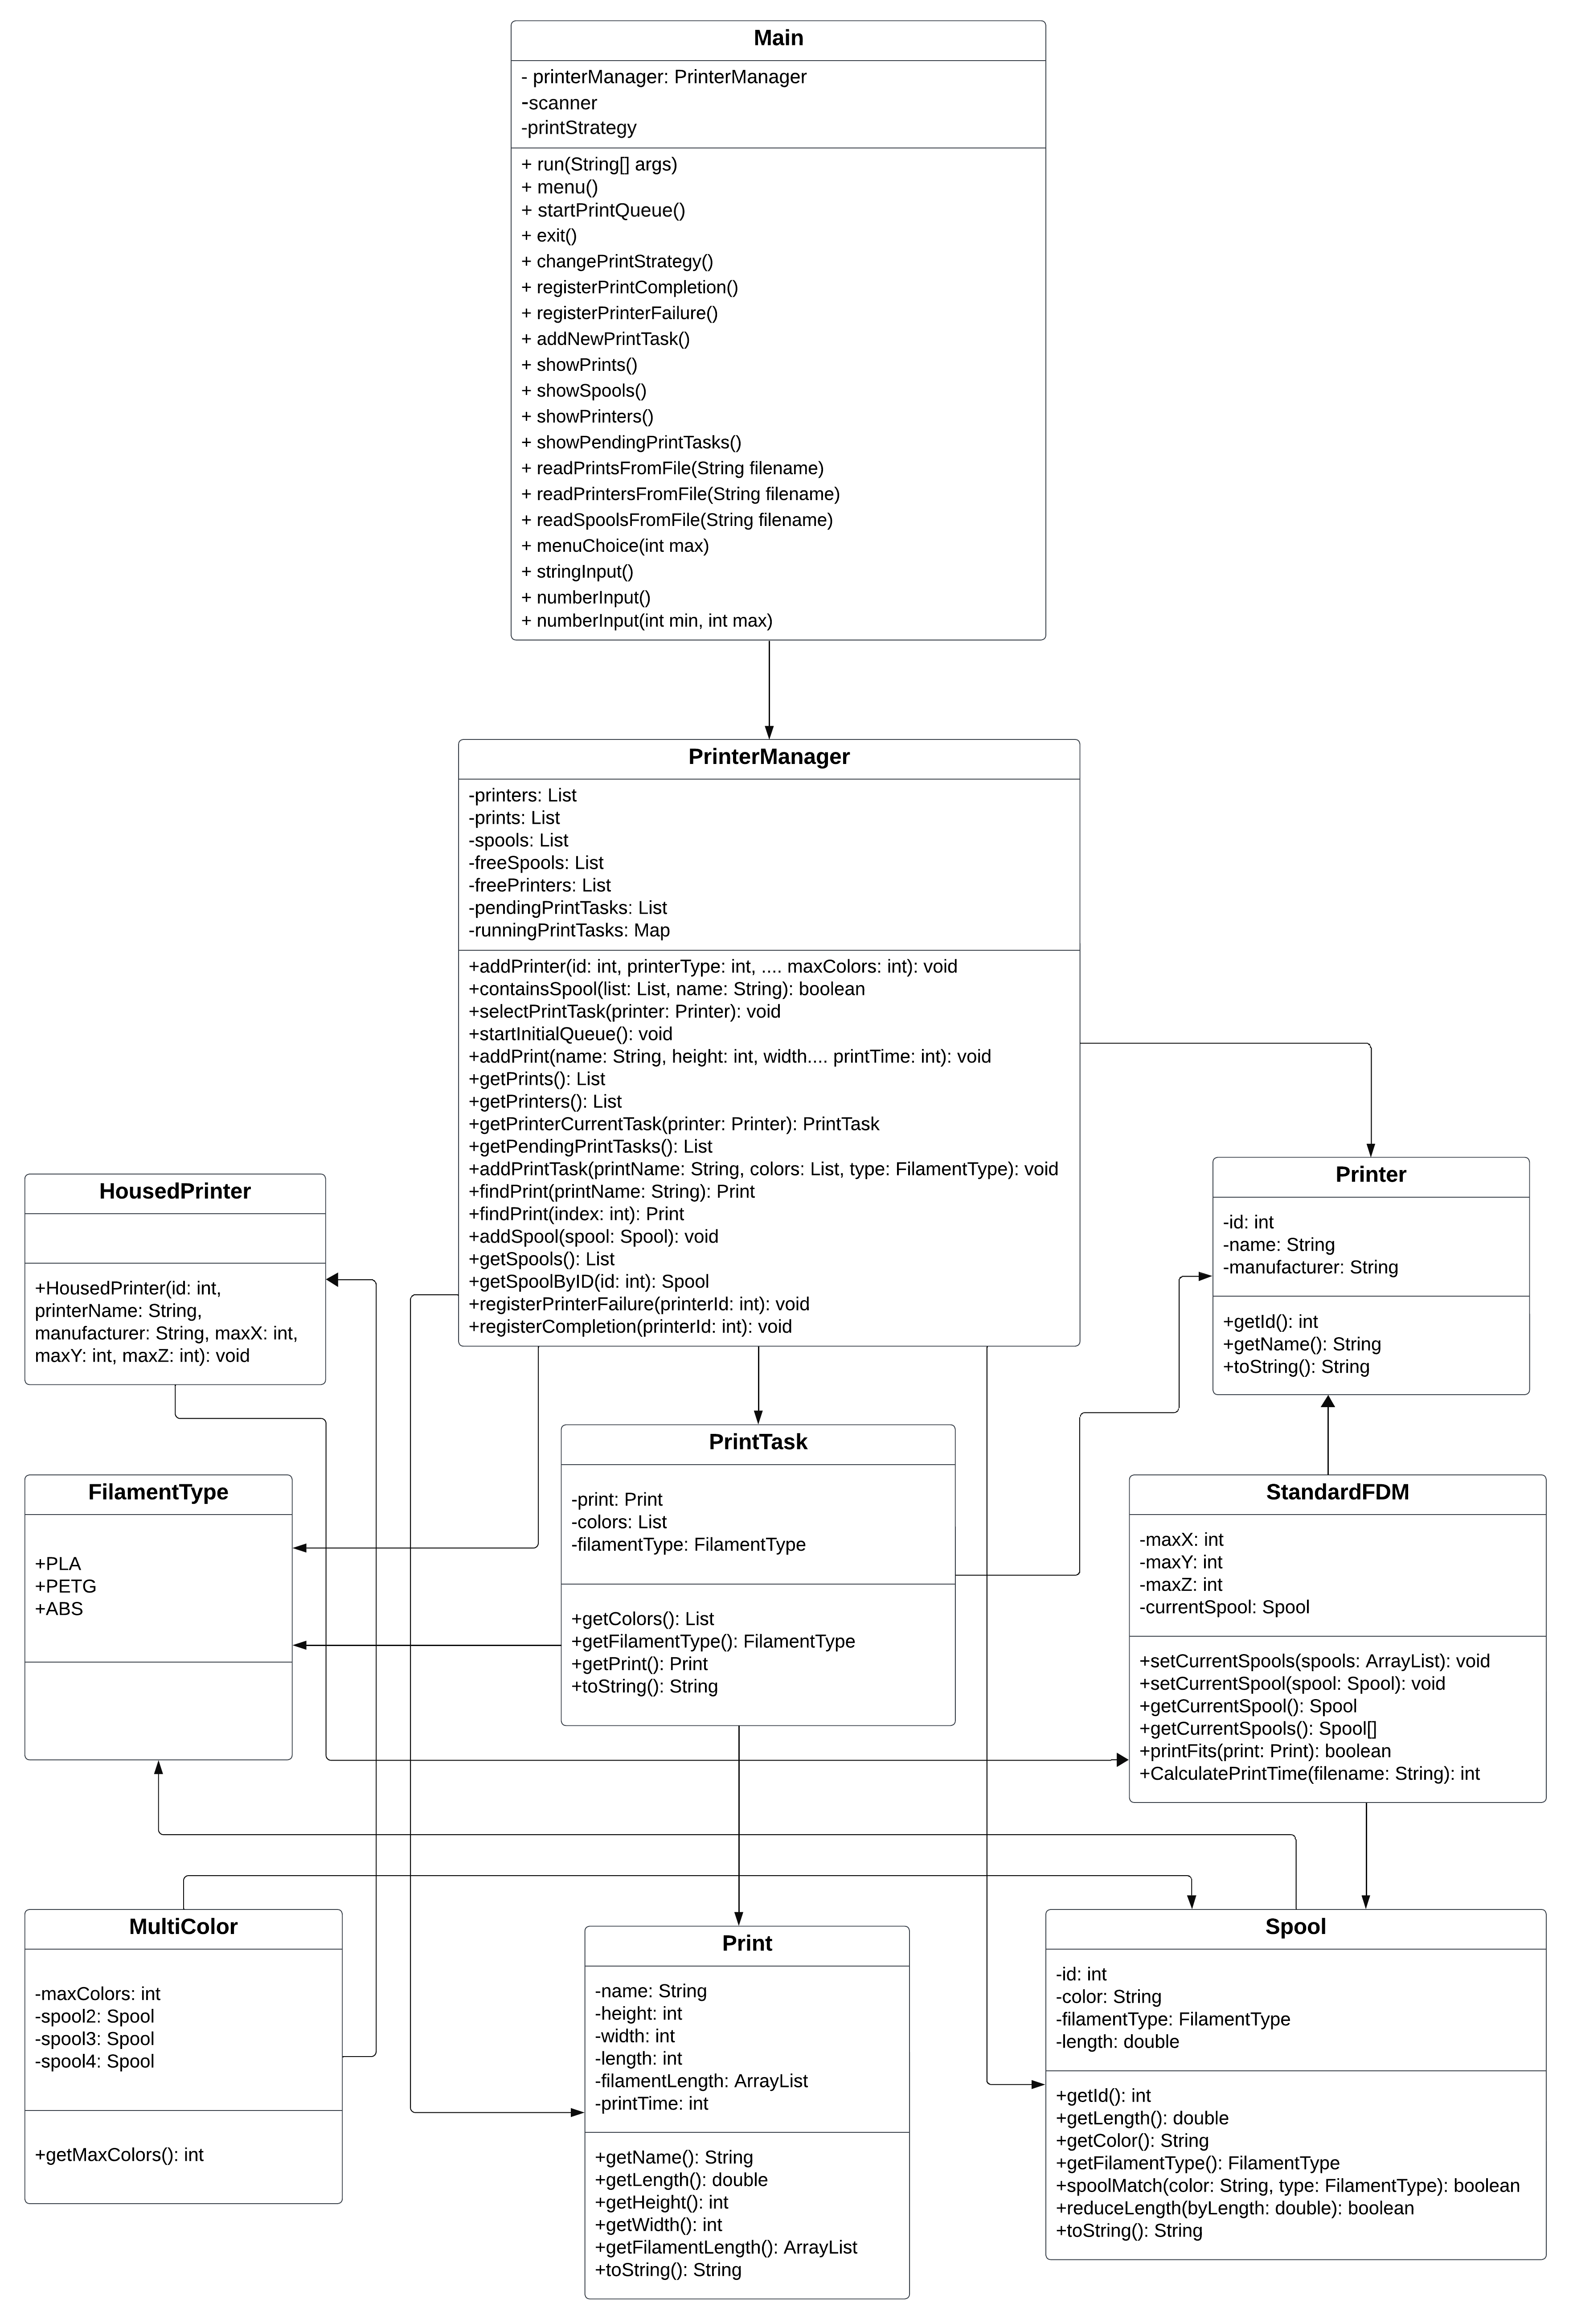 Main
- printerManager: PrinterManager
-scanner
-printStrategy
+ run(String[] args)
+ menu()
+ startPrintQueue()
+ exit()
+ changePrintStrategy()
+ registerPrintCompletion()
+ registerPrinterFailure()
+ addNewPrintTask()
+ showPrints()
+ showSpools()
+ showPrinters()
+ showPendingPrintTasks()
+ readPrintsFromFile(String filename)
+ readPrintersFromFile(String filename)
+ readSpoolsFromFile(String filename)
+ menuChoice(int max)
+ stringInput()
+ numberInput()
+ numberInput(int min, int max)
PrinterManager
-printers: List
-prints: List
-spools: List
-freeSpools: List
-freePrinters: List
-pendingPrintTasks: List
-runningPrintTasks: Map
+addPrinter(id: int, printerType: int, .... maxColors: int): void
+containsSpool(list: List, name: String): boolean
+selectPrintTask(printer: Printer): void
+startInitialQueue(): void
+addPrint(name: String, height: int, width.... printTime: int): void
+getPrints(): List
+getPrinters(): List
+getPrinterCurrentTask(printer: Printer): PrintTask
+getPendingPrintTasks(): List
+addPrintTask(printName: String, colors: List, type: FilamentType): void
+findPrint(printName: String): Print
+findPrint(index: int): Print
+addSpool(spool: Spool): void
+getSpools(): List
+getSpoolByID(id: int): Spool
+registerPrinterFailure(printerId: int): void
+registerCompletion(printerId: int): void
HousedPrinter
+HousedPrinter(id: int,
printerName: String,
manufacturer: String, maxX: int,
maxY: int, maxZ: int): void
Printer
-id: int
-name: String
-manufacturer: String
+getId(): int
+getName(): String
+toString(): String
FilamentType
+PLA
+PETG
+ABS
PrintTask
-print: Print
-colors: List
-filamentType: FilamentType
+getColors(): List
+getFilamentType(): FilamentType
+getPrint(): Print
+toString(): String
StandardFDM
-maxX: int
-maxY: int
-maxZ: int
-currentSpool: Spool
+setCurrentSpools(spools: ArrayList): void
+setCurrentSpool(spool: Spool): void
+getCurrentSpool(): Spool
+getCurrentSpools(): Spool[]
+printFits(print: Print): boolean
+CalculatePrintTime(filename: String): int
MultiColor
-maxColors: int
-spool2: Spool
-spool3: Spool
-spool4: Spool
+getMaxColors(): int
Print
-name: String
-height: int
-width: int
-length: int
-filamentLength: ArrayList
-printTime: int
+getName(): String
+getLength(): double
+getHeight(): int
+getWidth(): int
+getFilamentLength(): ArrayList
+toString(): String
Spool
-id: int
-color: String
-filamentType: FilamentType
-length: double
+getId(): int
+getLength(): double
+getColor(): String
+getFilamentType(): FilamentType
+spoolMatch(color: String, type: FilamentType): boolean
+reduceLength(byLength: double): boolean
+toString(): String